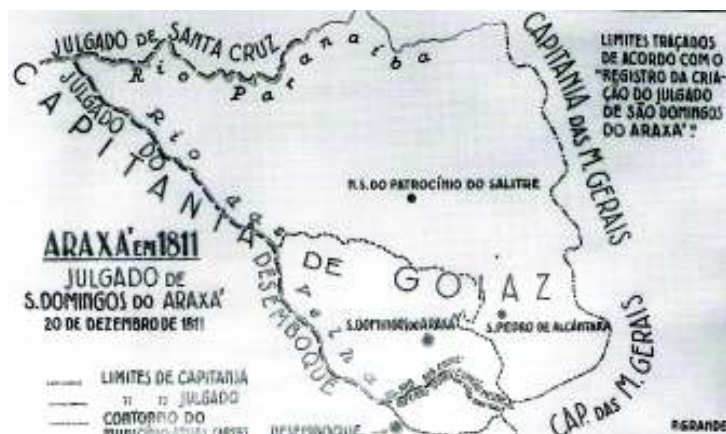 JULGADO DE SANTA CRUZ
Rio Paranaiba
CAPITANIA DAS M. GERAIS
LIMITES TRAÇADOS
DE ACORDO COM O
"REGISTRO DA CRIA-
ÇÃO DO JULGADO
DE SÃO DOMINGOS
DO ARAXÁ".
CAPITANIA DE GOIAZ
JULGADO DO DESEMBOQUE
Rio das Velhas
N.S. DO PATROCÍNIO DO SALITRE
ARAXÁ EM 1811
JULGADO DE
S. DOMINGOS DO ARAXÁ
20 DE DEZEMBRO DE 1811
S. DOMINGOS DO ARAXÁ
S. PEDRO DE ALCÂNTARA
CAP. DAS M. GERAIS
LIMITES DE CAPITANIA
" " JULGADO
CONTORNO DO
DESEMBOQUE
P. GRANDE